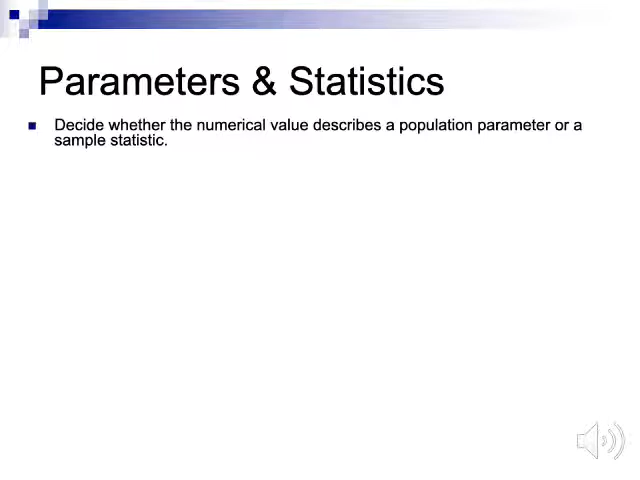 Parameters & Statistics
Decide whether the numerical value describes a population parameter or a
sample statistic.